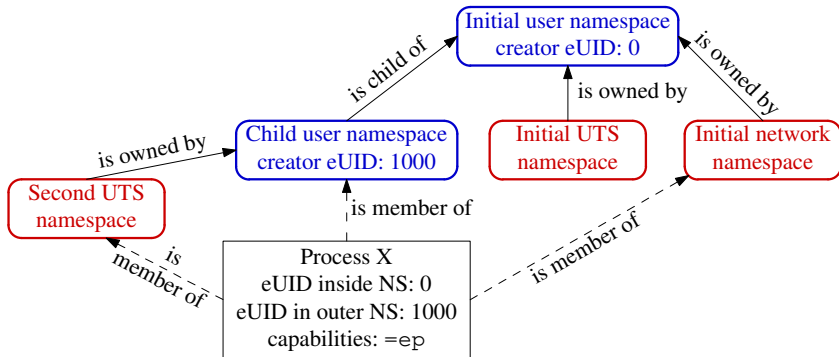 Initial user namespace
creator eUID: 0
is child of
is owned by
is owned by
Child user namespace
creator eUID: 1000
Initial UTS
namespace
Initial network
namespace
is owned by
Second UTS
namespace
is member of
is
member of
is member of
Process X
eUID inside NS: 0
eUID in outer NS: 1000
capabilities: =ep